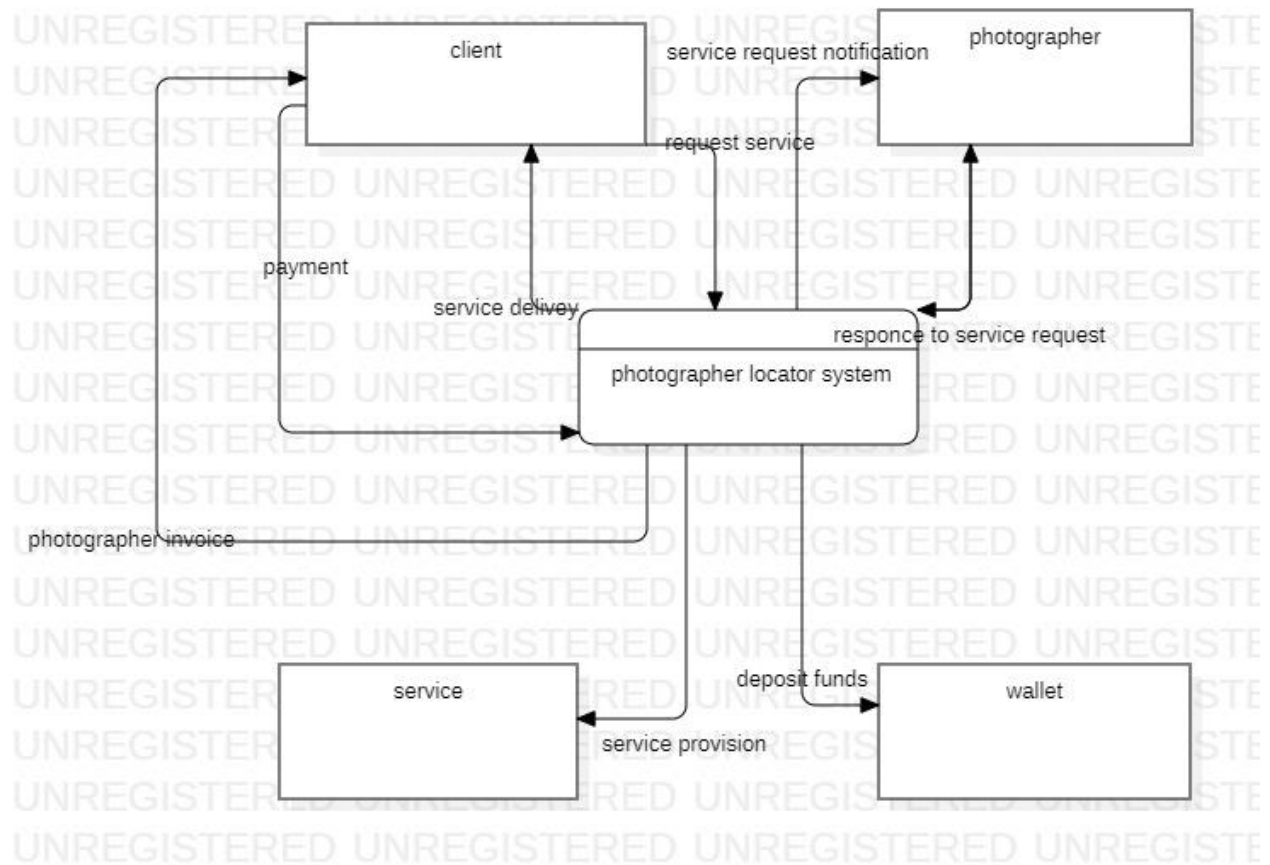 client
photographer
service request notification
request service
payment
service delivey
responce to service request
photographer locator system
photographer invoice
service
deposit funds
wallet
service provision
UNREGISTERED